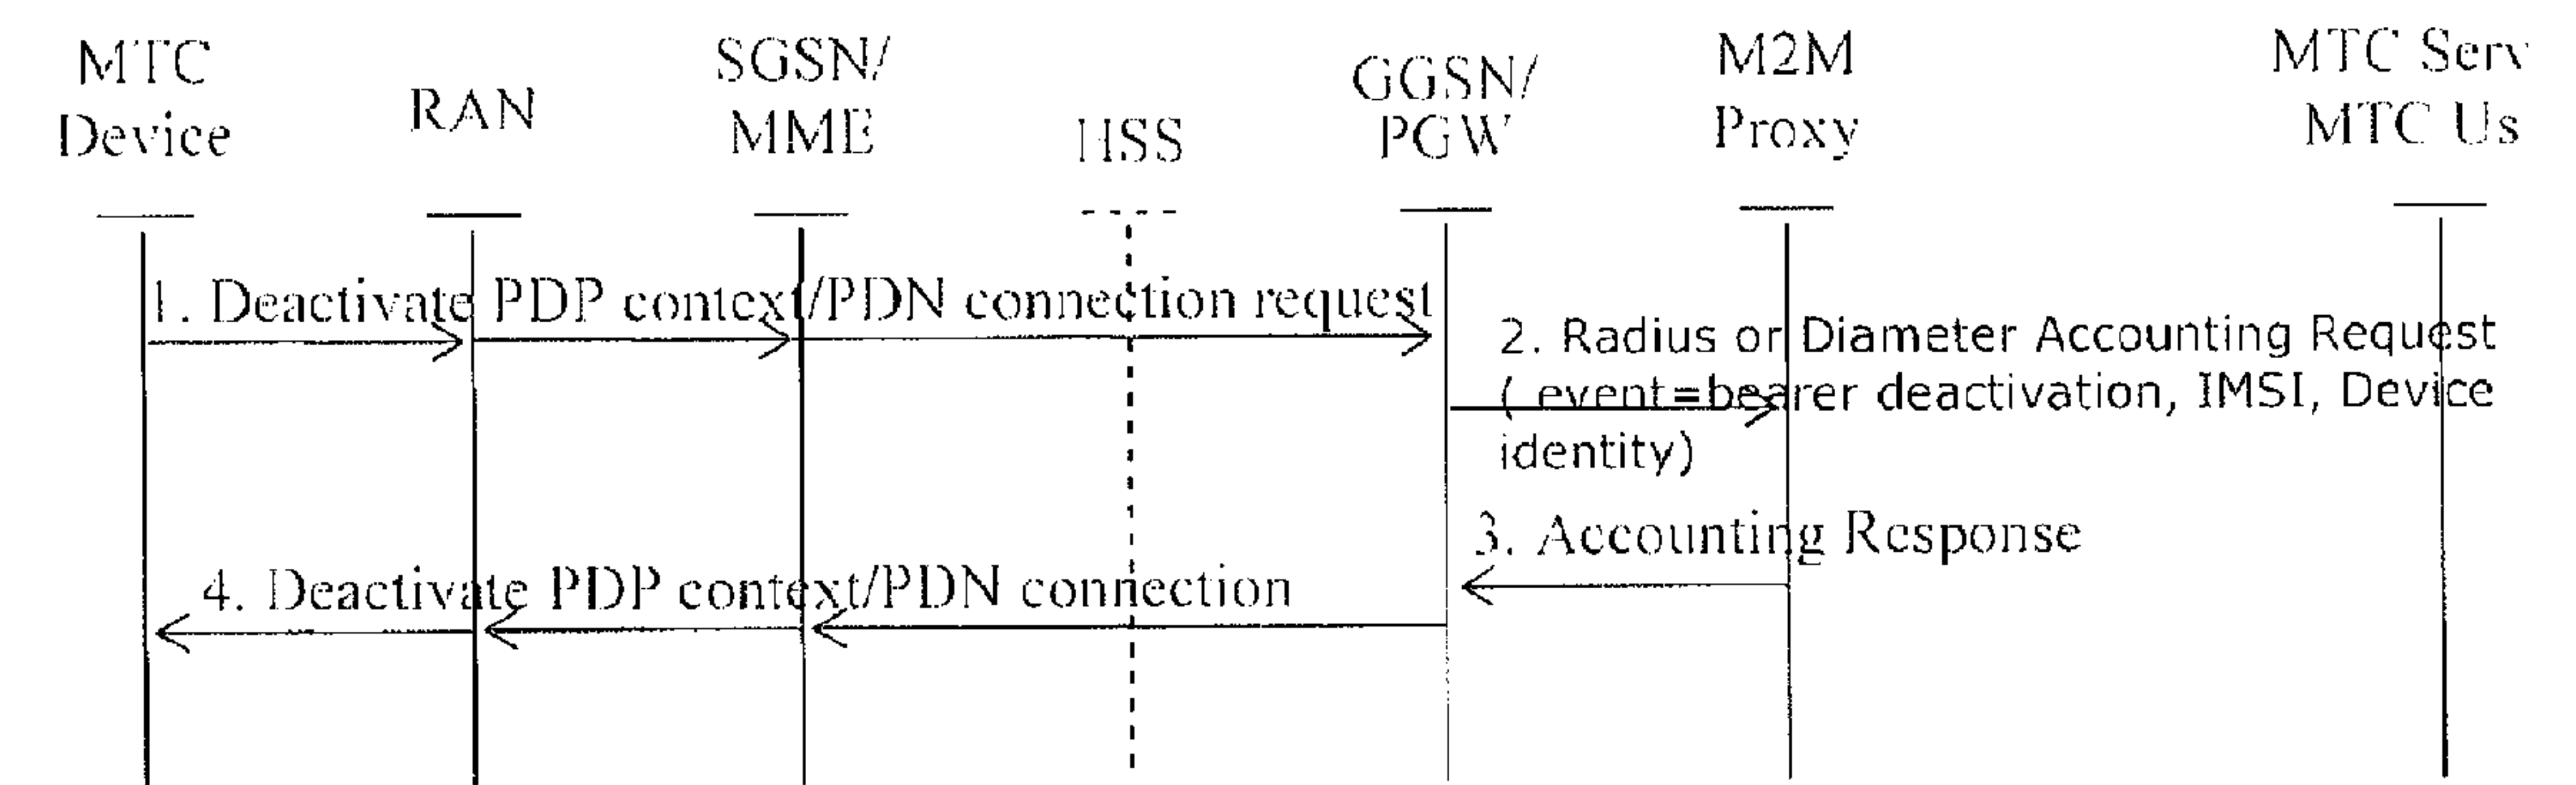 MTC
Device
RAN
SGSN/
MME
HSS
GGSN/
PGW
M2M
Proxy
MTC Serv
MTC Us
1. Deactivate PDP context/PDN connection request
2. Radius or Diameter Accounting Request
( event=bearer deactivation, IMSI, Device
identity)
3. Accounting Response
4. Deactivate PDP context/PDN connection